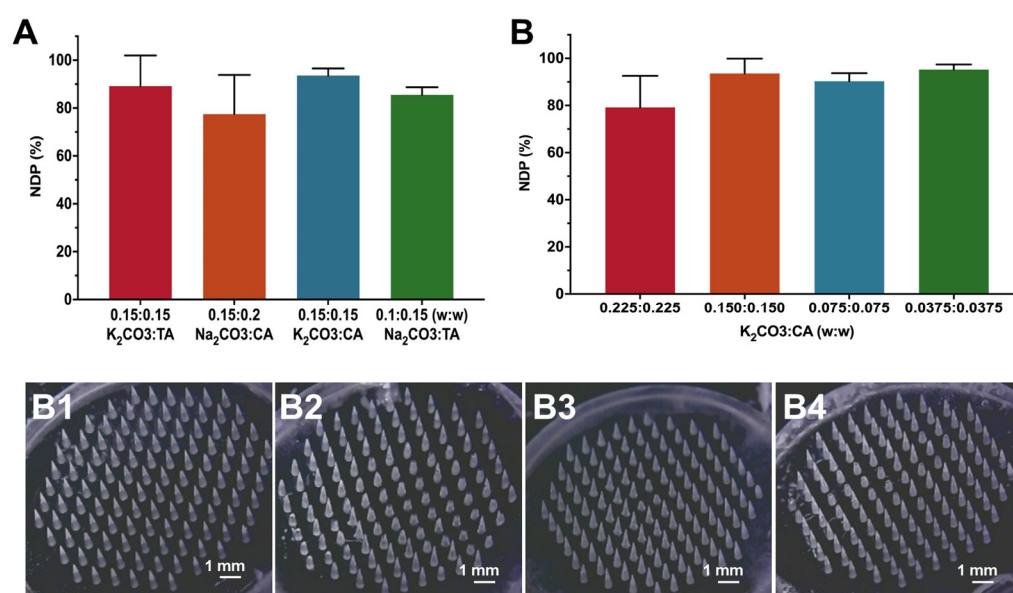 A
B
NDP (%)
100
80
60
40
20
0
0.15:0.15
K₂CO3:TA
0.15:0.2
Na₂CO3:CA
0.15:0.15
K₂CO3:CA
0.1:0.15 (w:w)
Na₂CO3:TA
NDP (%)
100
80
60
40
20
0
0.225:0.225
0.150:0.150
0.075:0.075
0.0375:0.0375
K₂CO3:CA (w:w)
B1
1 mm
B2
1 mm
B3
1 mm
B4
1 mm